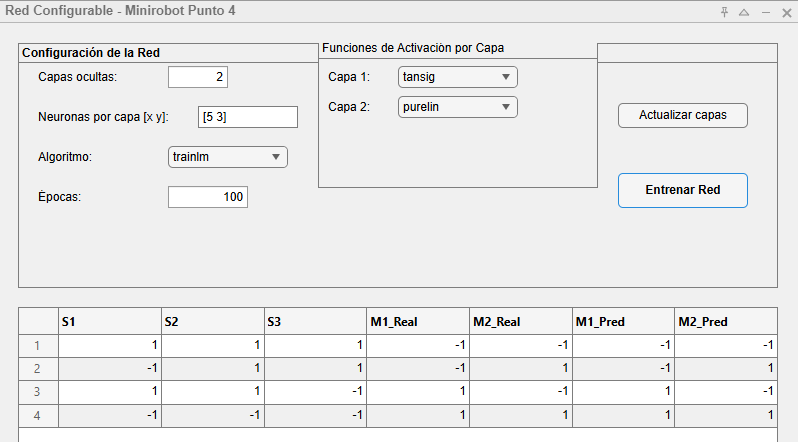 Red Configurable - Minirobot Punto 4
Configuración de la Red
Capas ocultas: 2
Neuronas por capa [x y]: [5 3]
Algoritmo: trainlm
Épocas: 100
Funciones de Activación por Capa
Capa 1: tansig
Capa 2: purelin
Actualizar capas
Entrenar Red
S1 S2 S3 M1_Real M2_Real M1_Pred M2_Pred
1 1 1 1 -1 -1 -1 -1
2 -1 1 1 -1 1 -1 1
3 1 1 -1 -1 -1 1 -1
4 -1 -1 -1 1 1 1 1